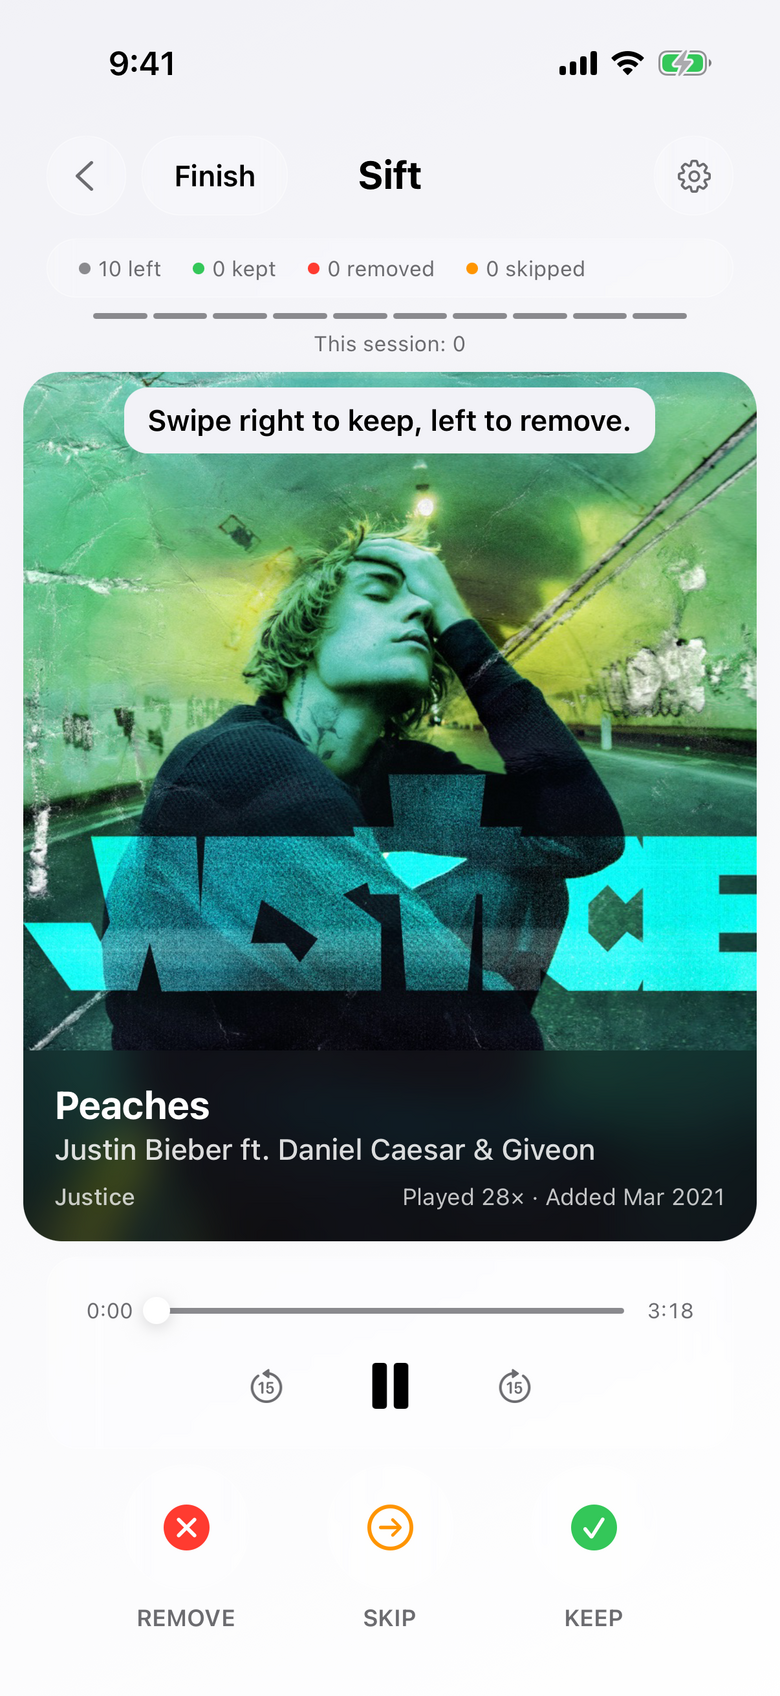 9:41
Finish
Sift
10 left
0 kept
0 removed
0 skipped
This session: 0
Swipe right to keep, left to remove.
JUSTICE
Peaches
Justin Bieber ft. Daniel Caesar & Giveon
Justice
Played 28× · Added Mar 2021
0:00
3:18
15
15
REMOVE
SKIP
KEEP